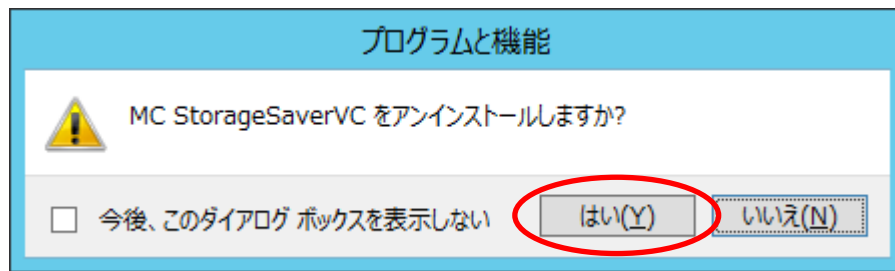 プログラムと機能
MC StorageSaverVC をアンインストールしますか?
今後、このダイアログ ボックスを表示しない はい(Y) いいえ(N)